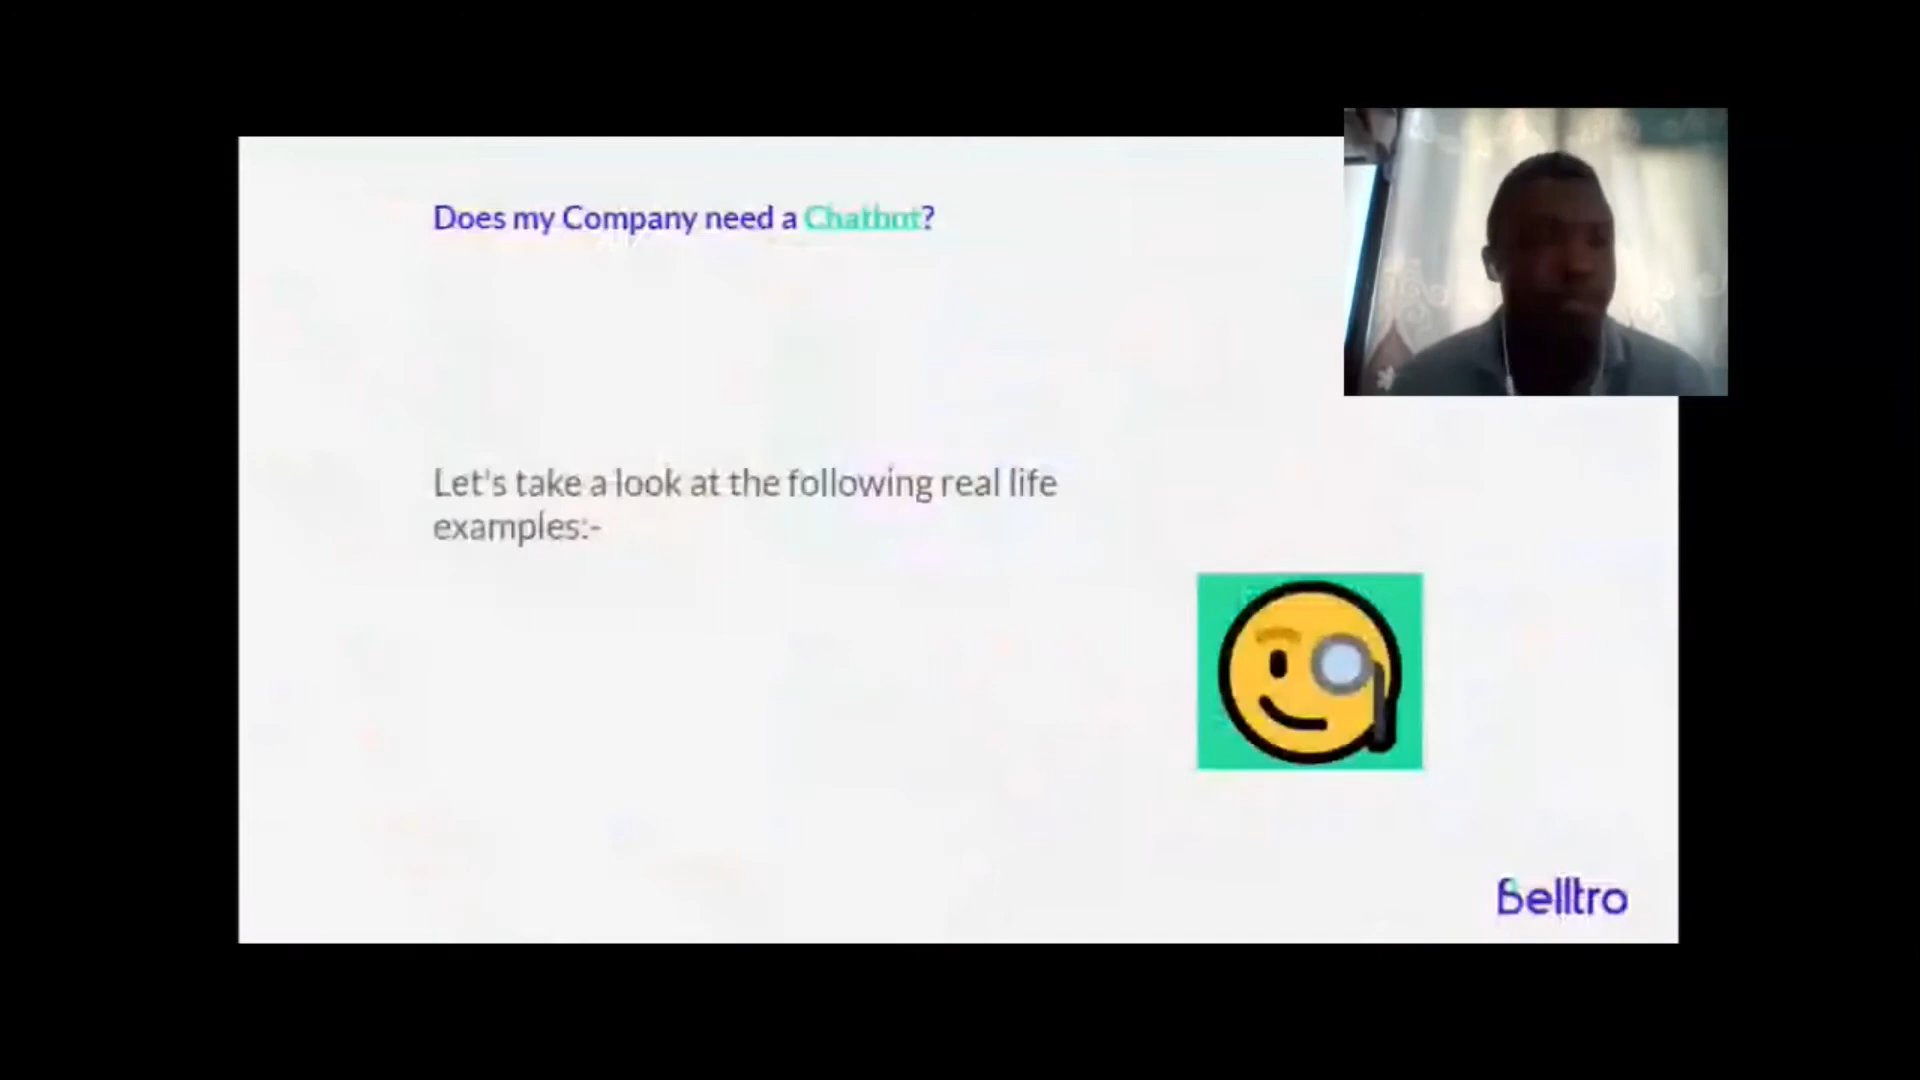 Does my Company need a Chatbot?
Let's take a look at the following real life
examples:-
Belltro